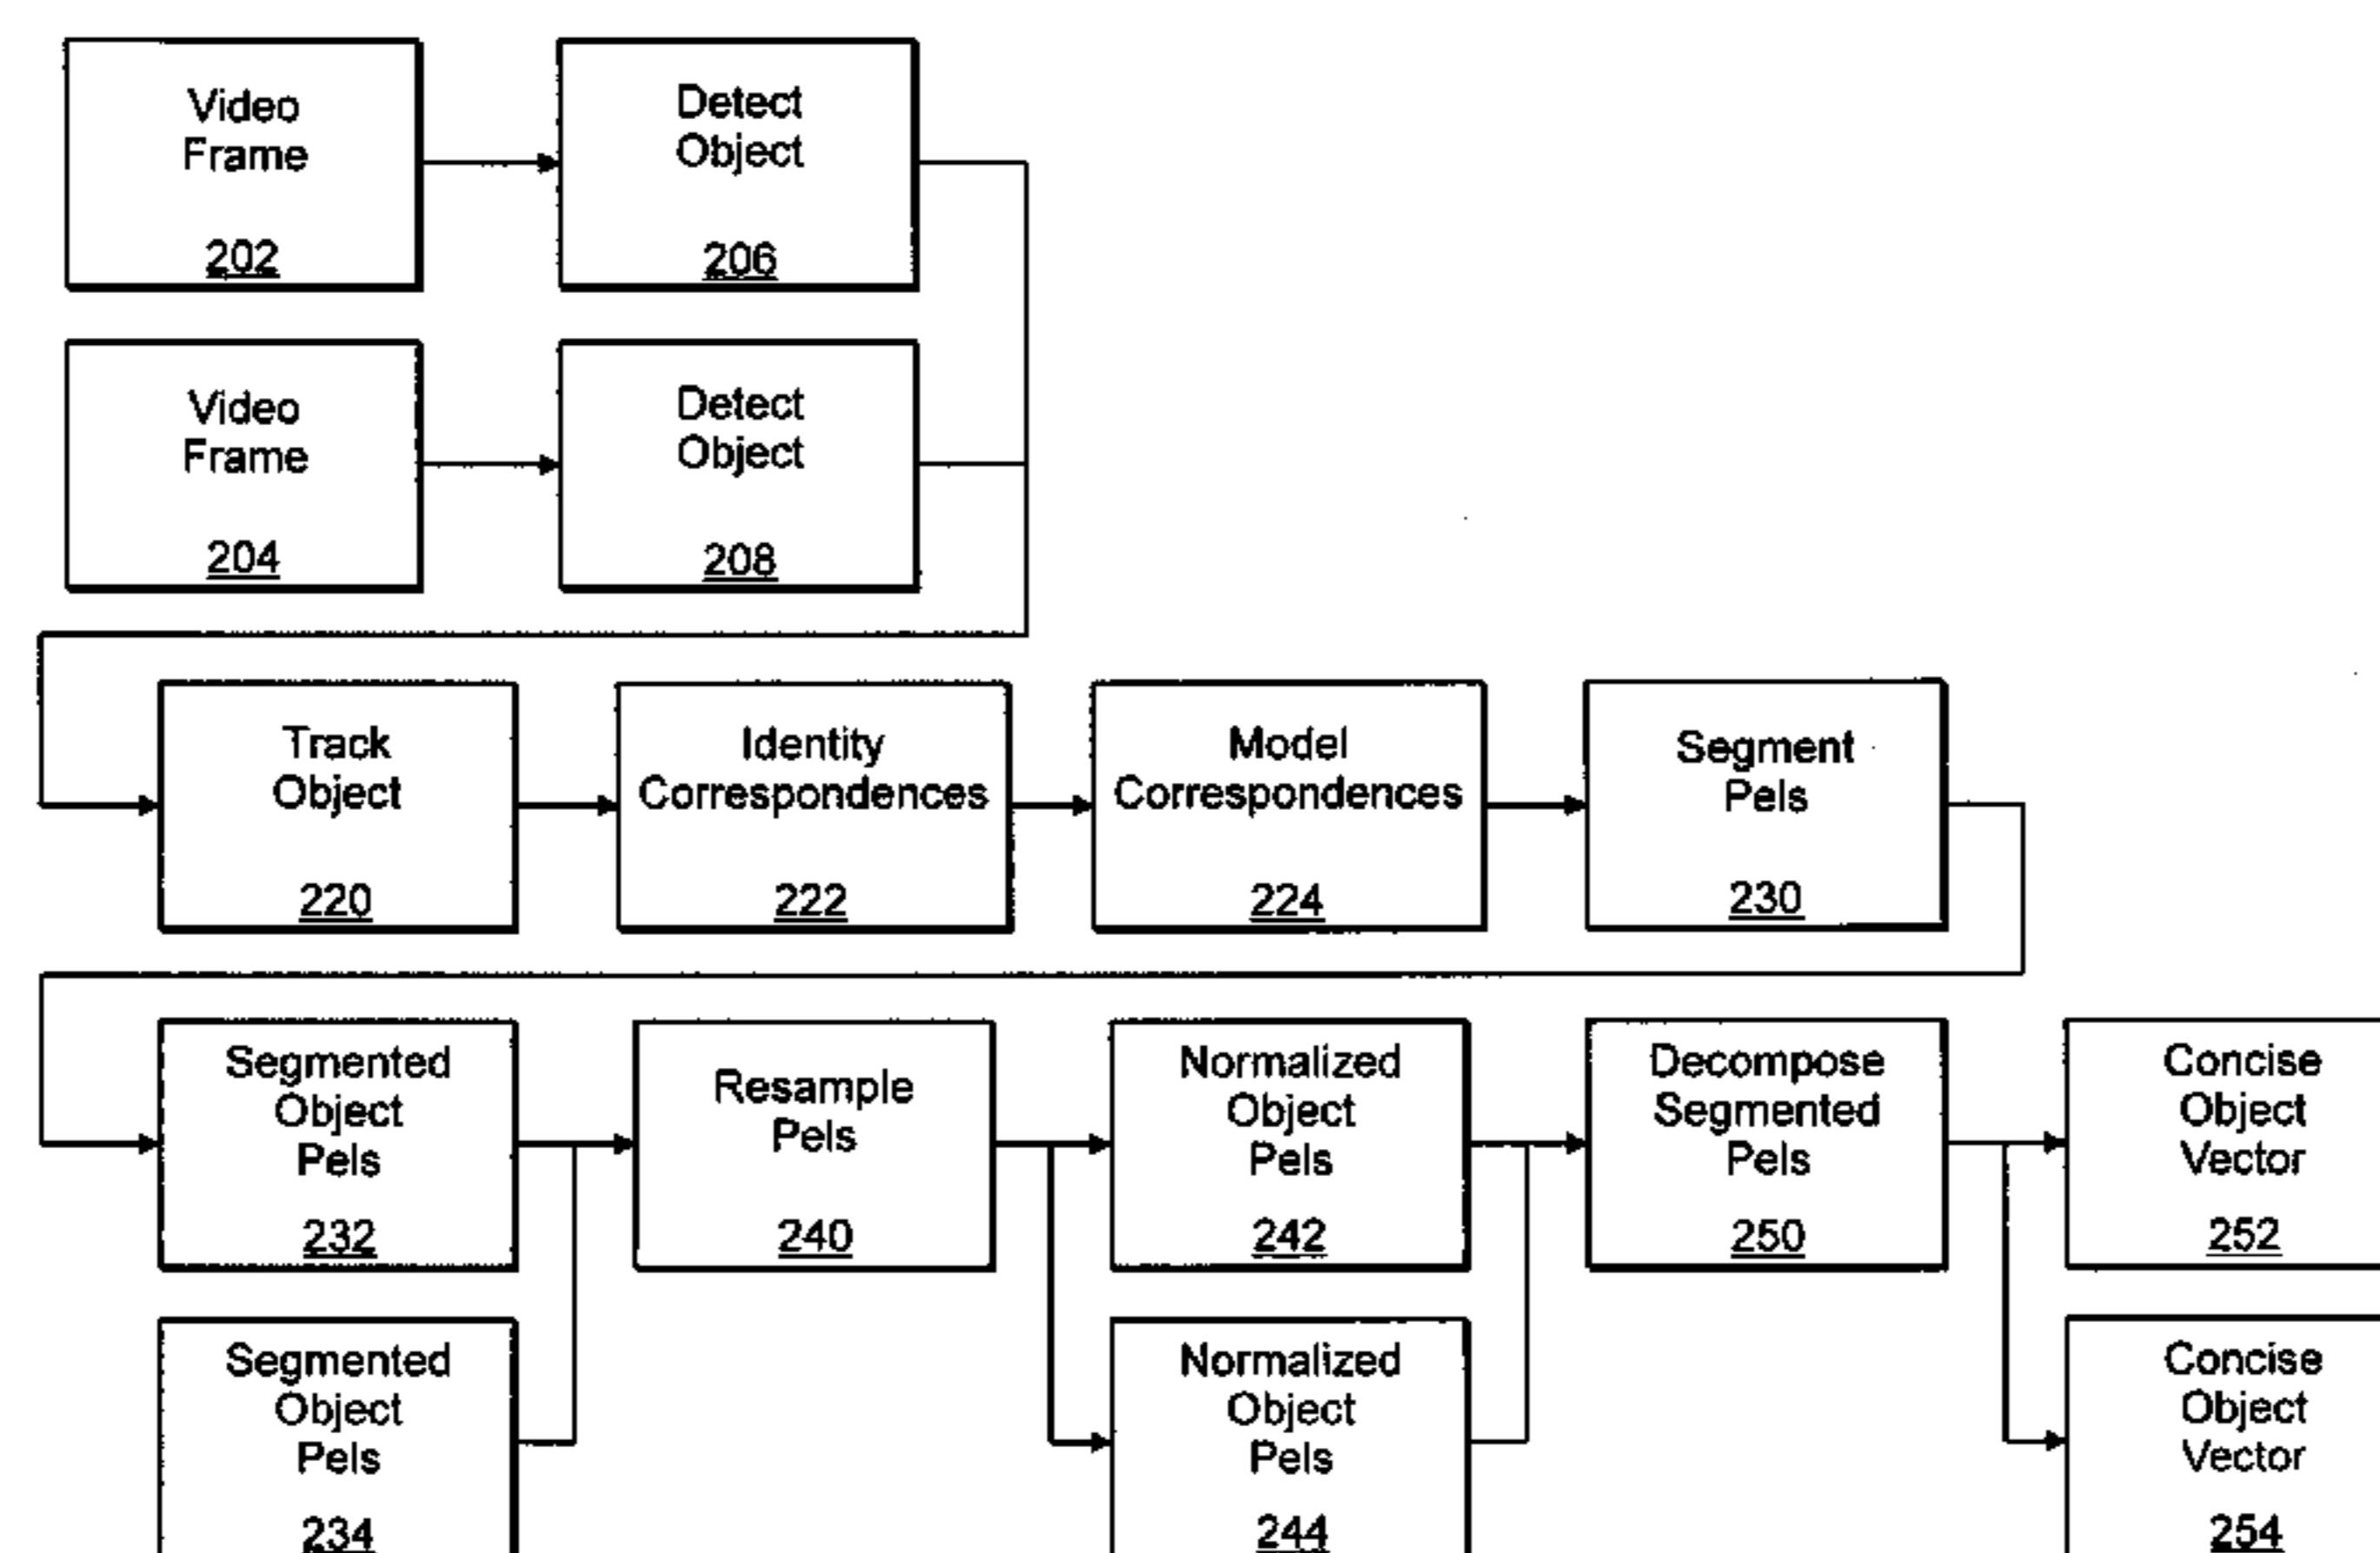 Video
Frame
202
Detect
Object
206
Video
Frame
204
Detect
Object
208
Track
Object
220
Identity
Correspondences
222
Model
Correspondences
224
Segment
Pels
230
Segmented
Object
Pels
232
Resample
Pels
240
Normalized
Object
Pels
242
Decompose
Segmented
Pels
250
Concise
Object
Vector
252
Segmented
Object
Pels
234
Normalized
Object
Pels
244
Concise
Object
Vector
254